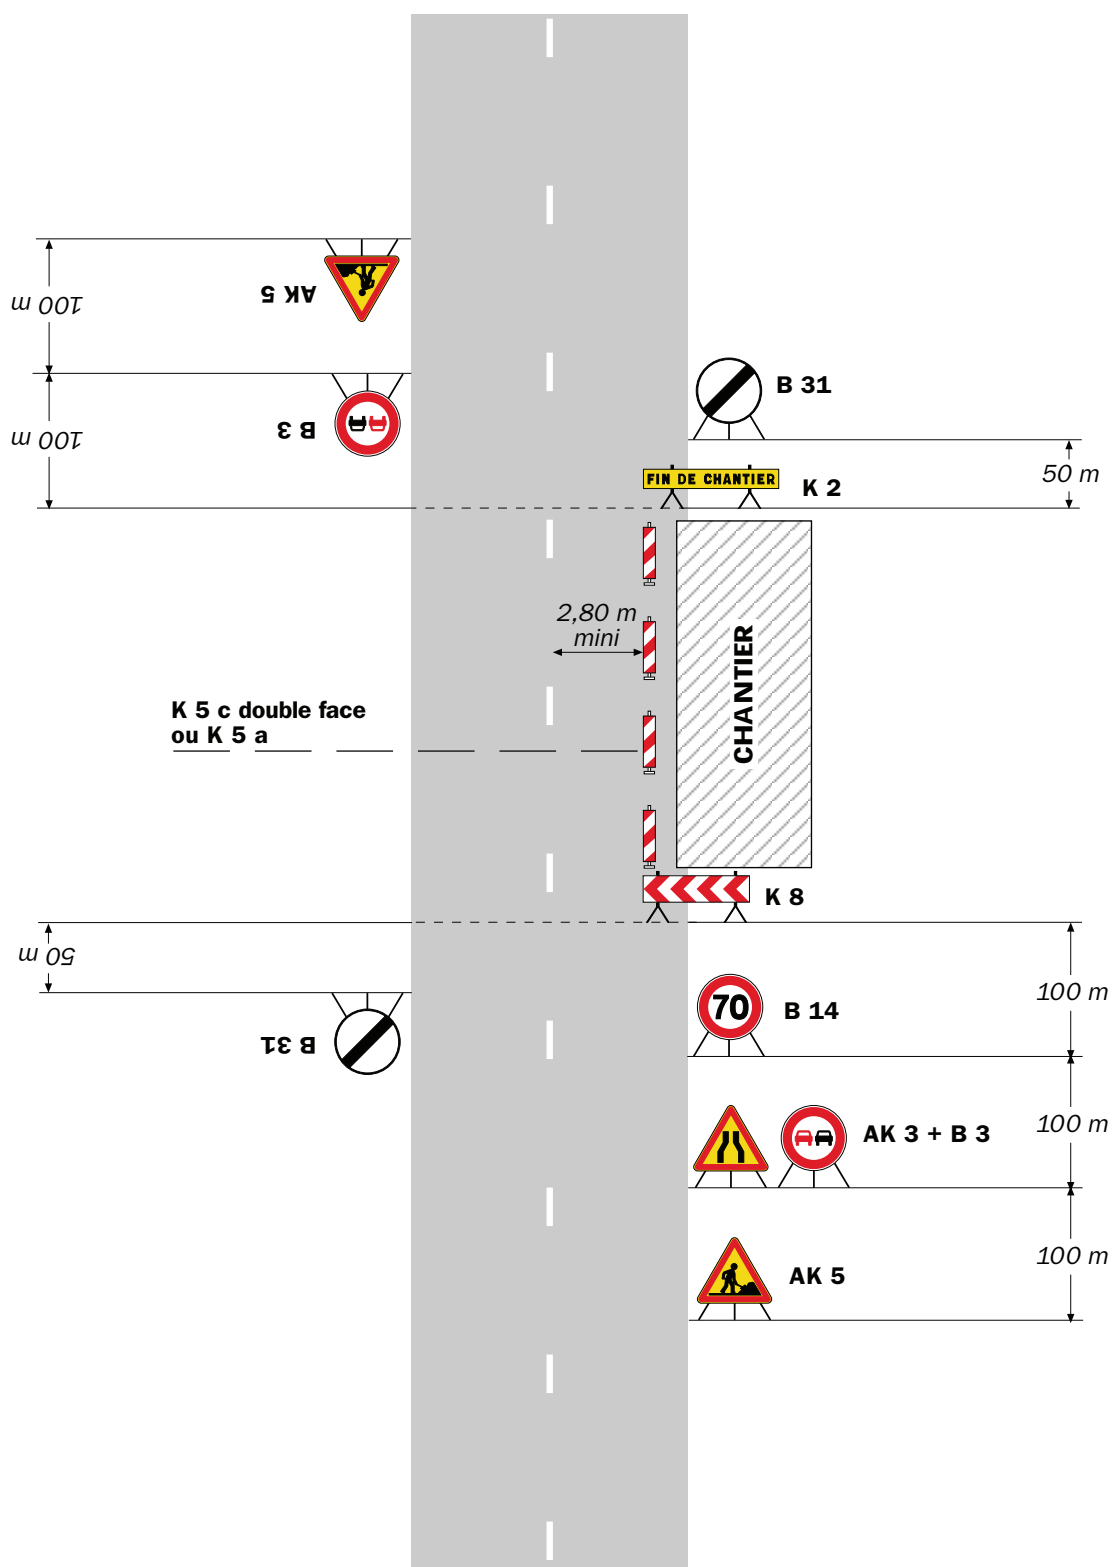 AK 5
100 m
B 3
100 m
B 31
50 m
FIN DE CHANTIER
K 2
2,80 m
mini
CHANTIER
K 5 c double face
ou K 5 a
K 8
50 m
B 31
70
B 14
100 m
AK 3 + B 3
100 m
AK 5
100 m